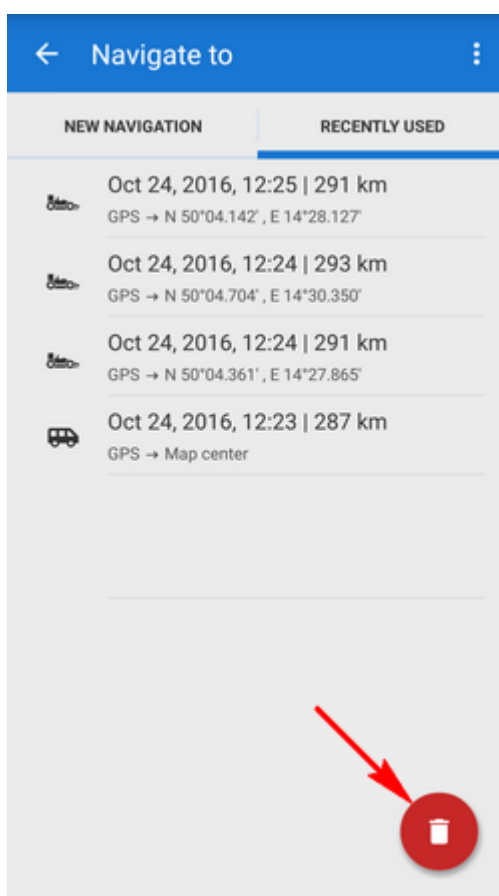 Navigate to
NEW NAVIGATION RECENTLY USED
Oct 24, 2016, 12:25 | 291 km
GPS → N 50°04.142' , E 14°28.127'
Oct 24, 2016, 12:24 | 293 km
GPS → N 50°04.704' , E 14°30.350'
Oct 24, 2016, 12:24 | 291 km
GPS → N 50°04.361' , E 14°27.865'
Oct 24, 2016, 12:23 | 287 km
GPS → Map center